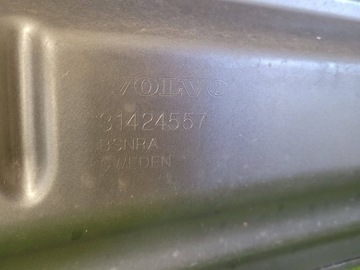 VOLVO
31424557
BSNRA
SWEDEN